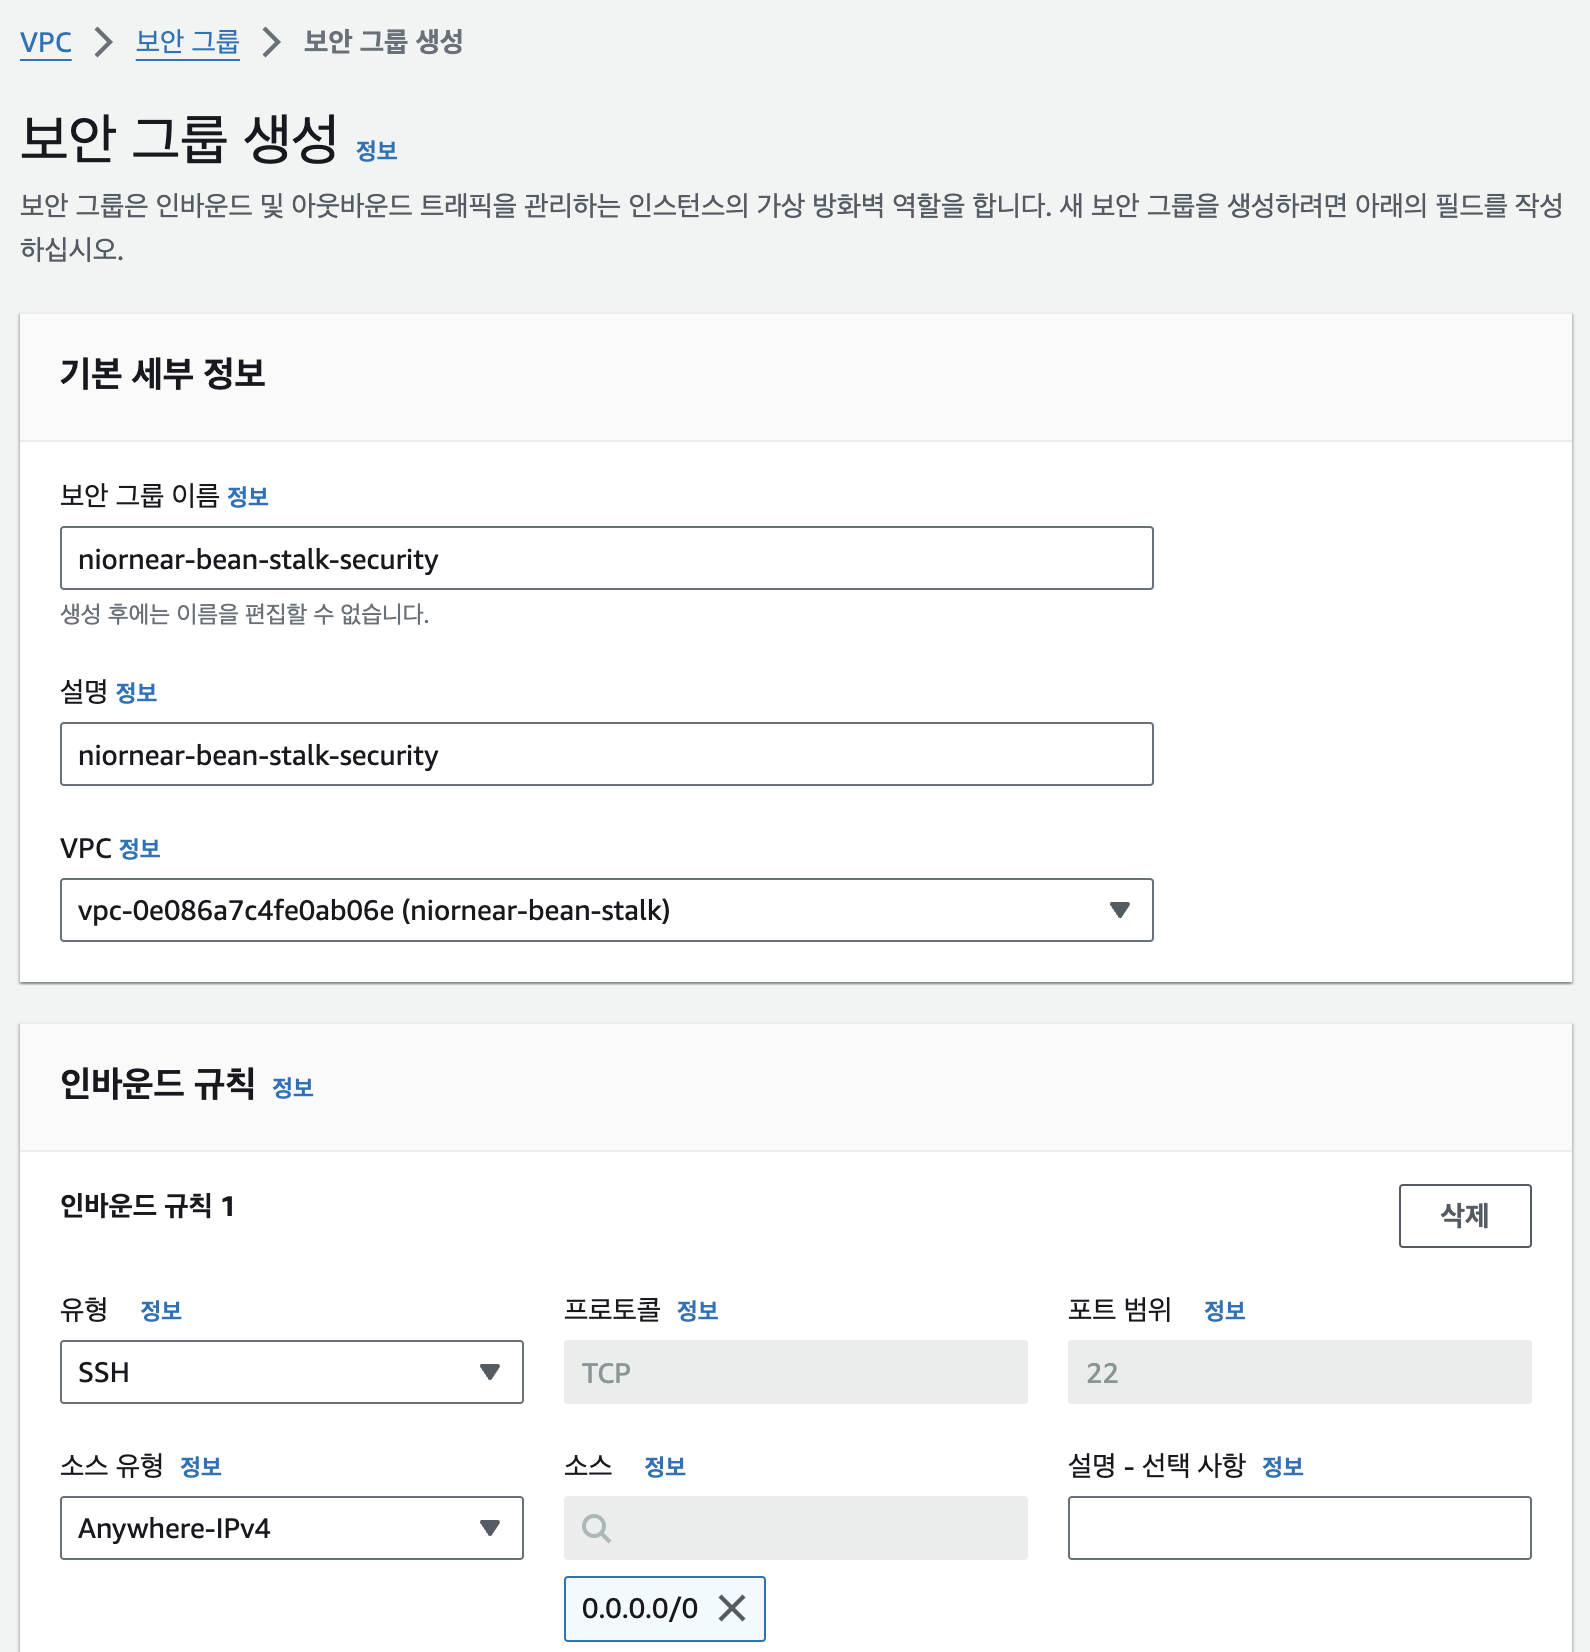 VPC > 보안 그룹 > 보안 그룹 생성
보안 그룹 생성 정보
보안 그룹은 인바운드 및 아웃바운드 트래픽을 관리하는 인스턴스의 가상 방화벽 역할을 합니다. 새 보안 그룹을 생성하려면 아래의 필드를 작성
하십시오.
기본 세부 정보
보안 그룹 이름 정보
niornear-bean-stalk-security
생성 후에는 이름을 편집할 수 없습니다.
설명 정보
niornear-bean-stalk-security
VPC 정보
vpc-0e086a7c4fe0ab06e (niornear-bean-stalk)
인바운드 규칙 정보
인바운드 규칙 1
삭제
유형 정보 프로토콜 정보 포트 범위 정보
SSH TCP 22
소스 유형 정보 소스 정보 설명 - 선택 사항 정보
Anywhere-IPv4
0.0.0.0/0